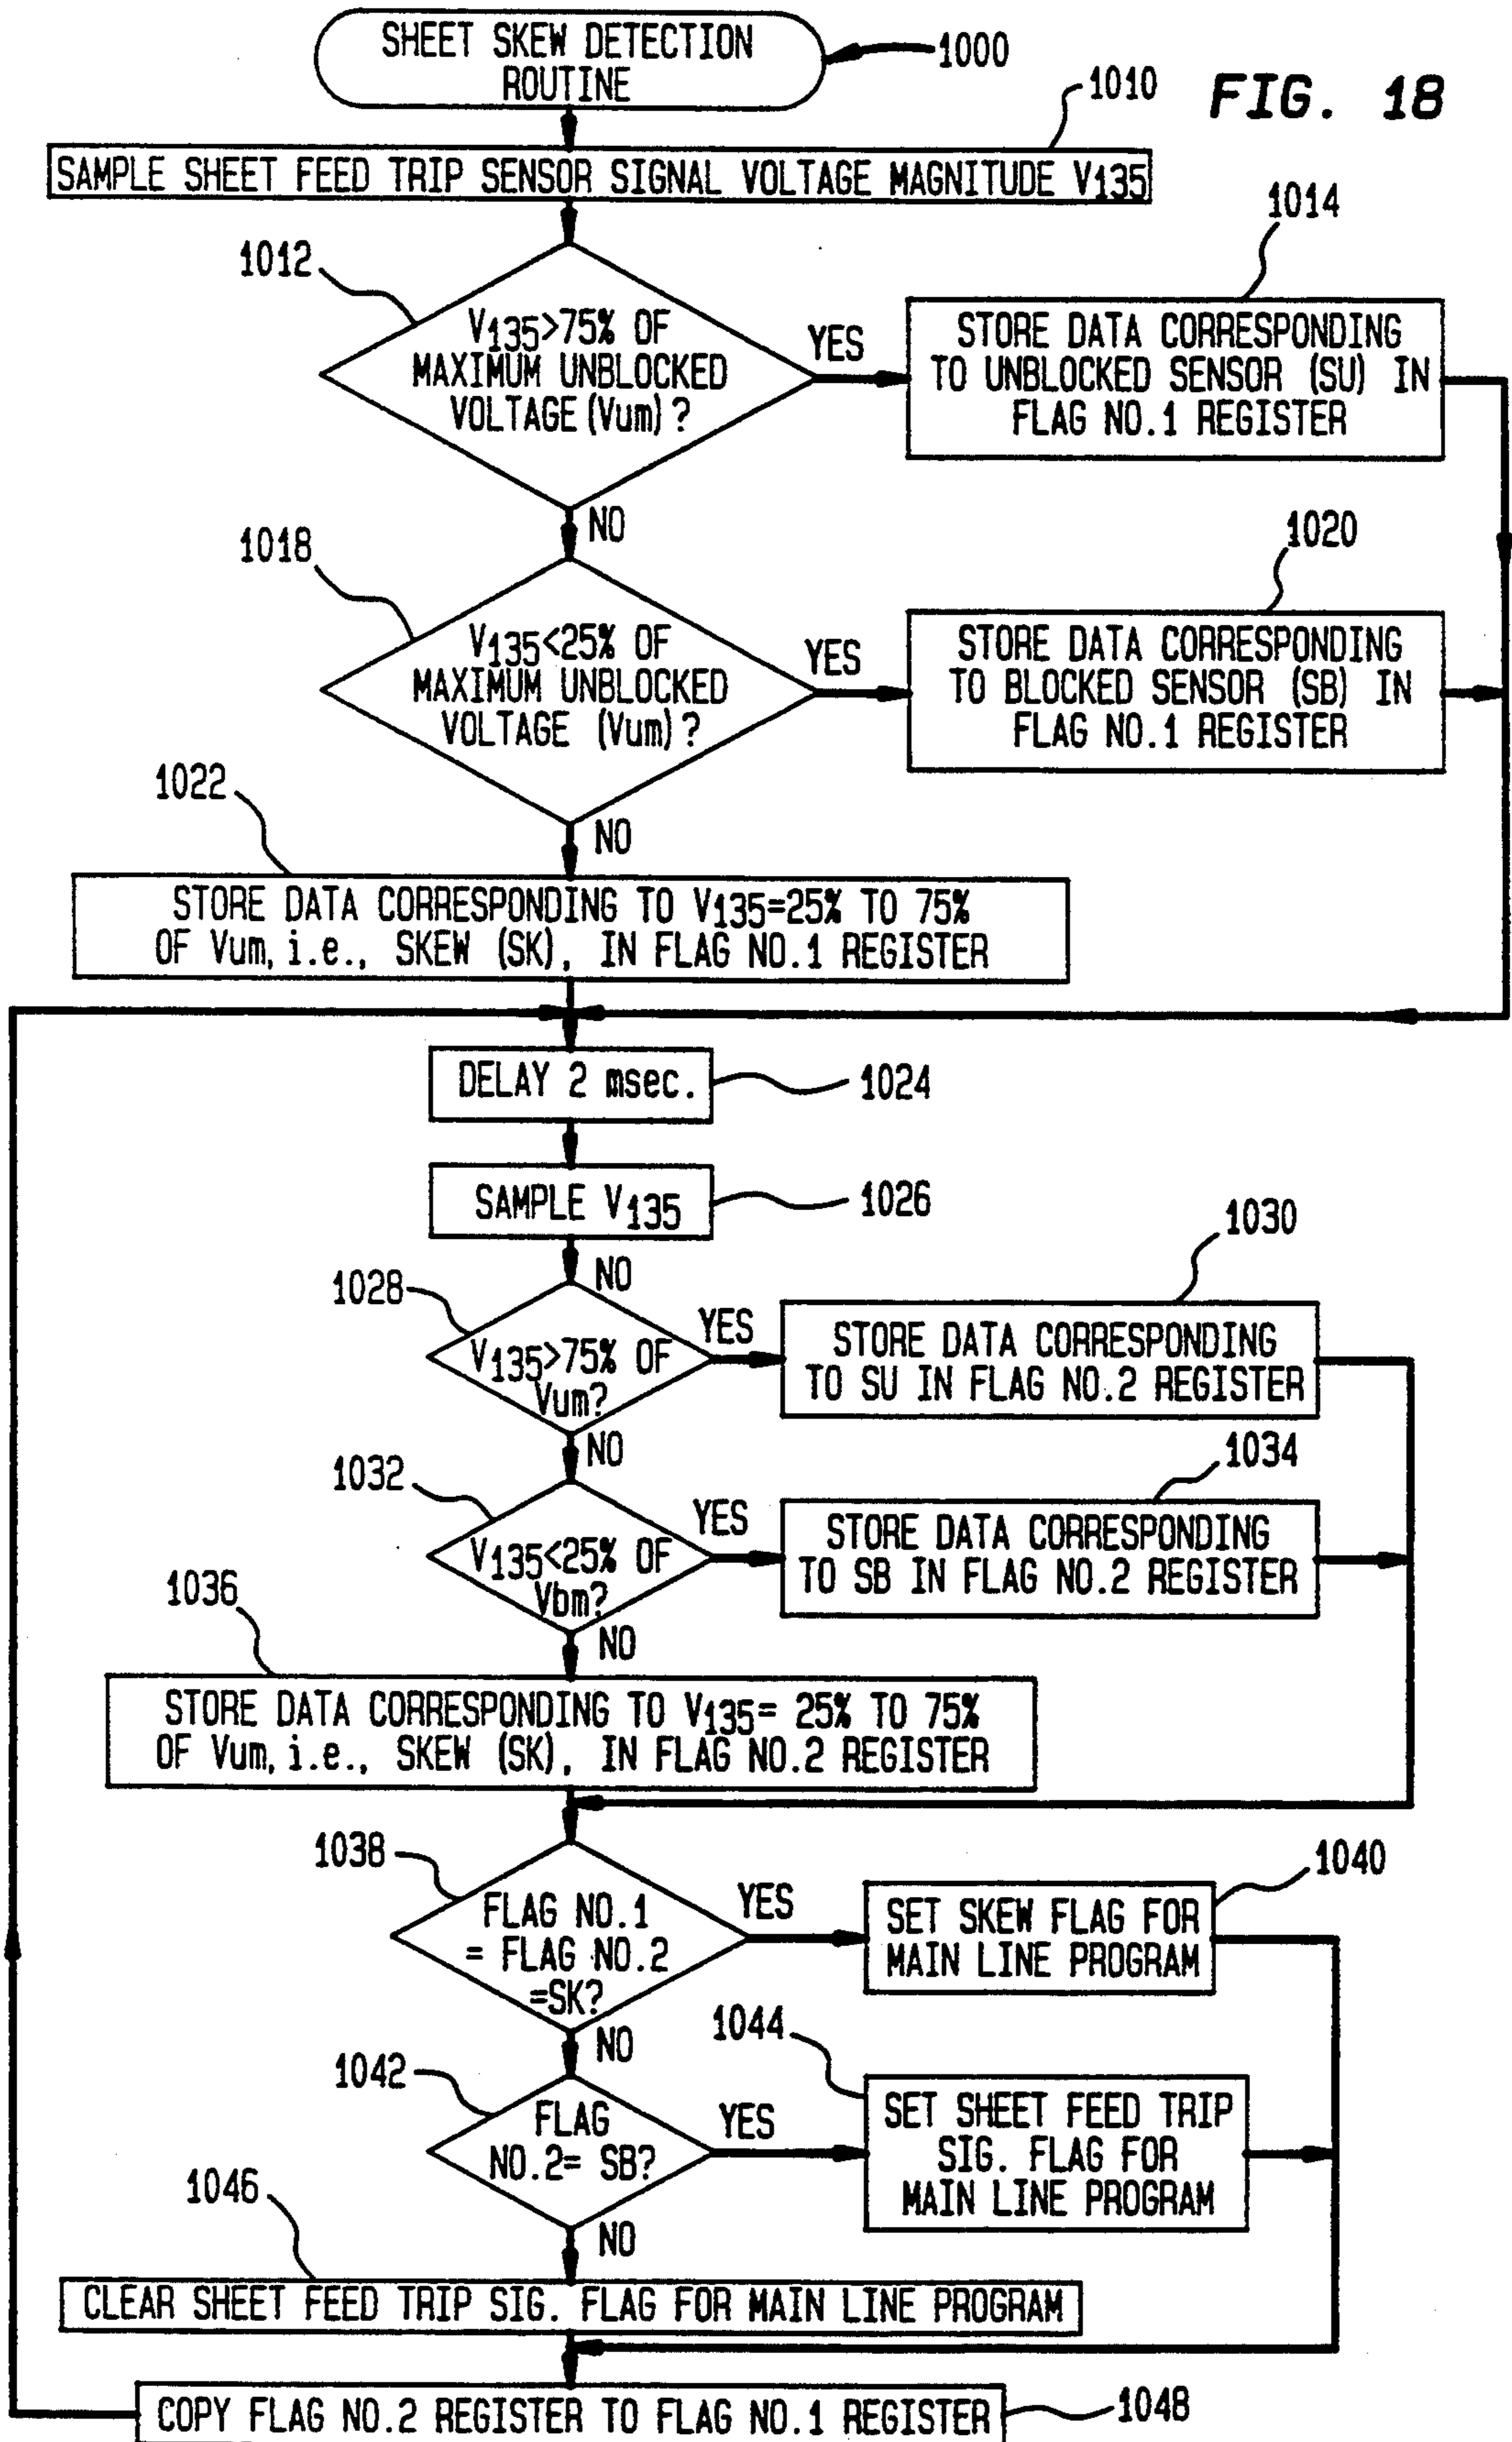 SHEET SKEW DETECTION
ROUTINE
1000
1010
FIG. 18
SAMPLE SHEET FEED TRIP SENSOR SIGNAL VOLTAGE MAGNITUDE V135
1014
1012
V135>75% OF
MAXIMUM UNBLOCKED
VOLTAGE (Vum)?
YES
STORE DATA CORRESPONDING
TO UNBLOCKED SENSOR (SU) IN
FLAG NO.1 REGISTER
NO
1018
1020
V135<25% OF
MAXIMUM UNBLOCKED
VOLTAGE (Vum)?
YES
STORE DATA CORRESPONDING
TO BLOCKED SENSOR (SB) IN
FLAG NO.1 REGISTER
1022
NO
STORE DATA CORRESPONDING TO V135=25% TO 75%
OF Vum, i.e., SKEW (SK), IN FLAG NO.1 REGISTER
DELAY 2 msec.
1024
SAMPLE V135
1026
NO
1028
1030
V135>75% OF
Vum?
YES
STORE DATA CORRESPONDING
TO SU IN FLAG NO.2 REGISTER
NO
1032
1034
V135<25% OF
Vbm?
YES
STORE DATA CORRESPONDING
TO SB IN FLAG NO.2 REGISTER
1036
NO
STORE DATA CORRESPONDING TO V135= 25% TO 75%
OF Vum, i.e., SKEW (SK), IN FLAG NO.2 REGISTER
1038
1040
FLAG NO.1
= FLAG NO.2
=SK?
YES
SET SKEW FLAG FOR
MAIN LINE PROGRAM
NO
1042
1044
FLAG
NO.2= SB?
YES
SET SHEET FEED TRIP
SIG. FLAG FOR
MAIN LINE PROGRAM
1046
NO
CLEAR SHEET FEED TRIP SIG. FLAG FOR MAIN LINE PROGRAM
COPY FLAG NO.2 REGISTER TO FLAG NO.1 REGISTER
1048